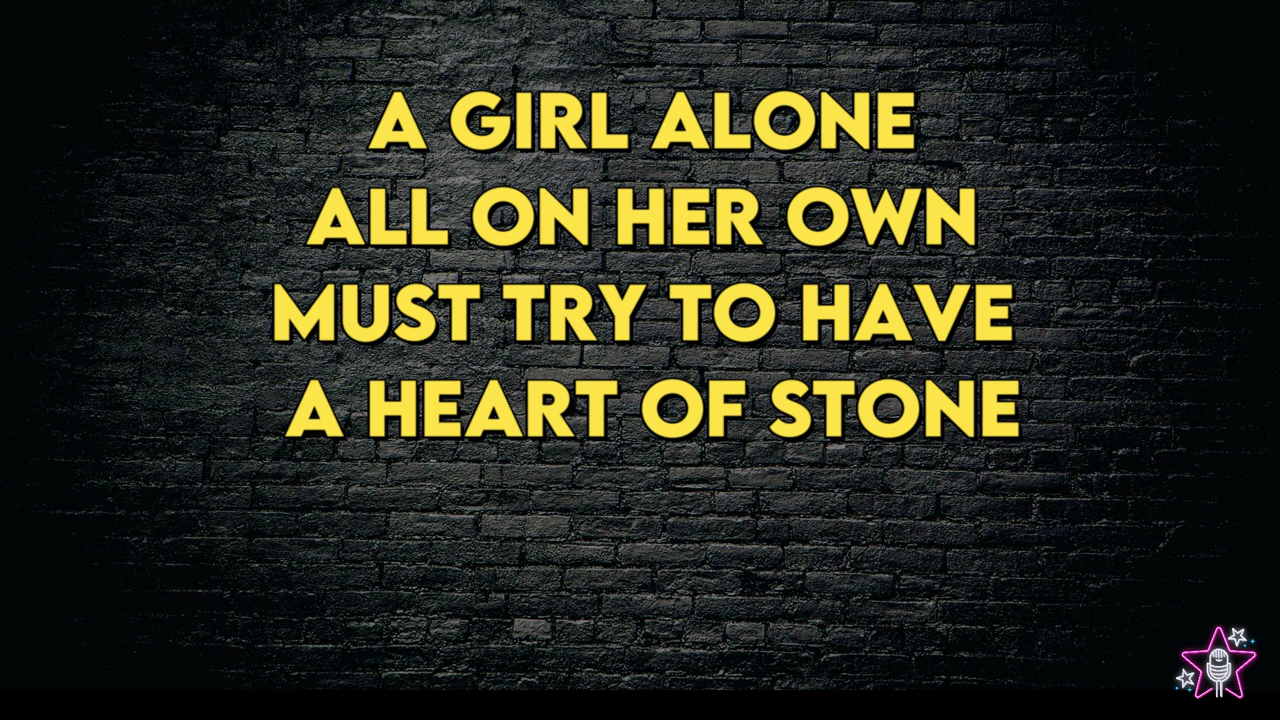 A GIRL ALONE
ALL ON HER OWN
MUST TRY TO HAVE
A HEART OF STONE